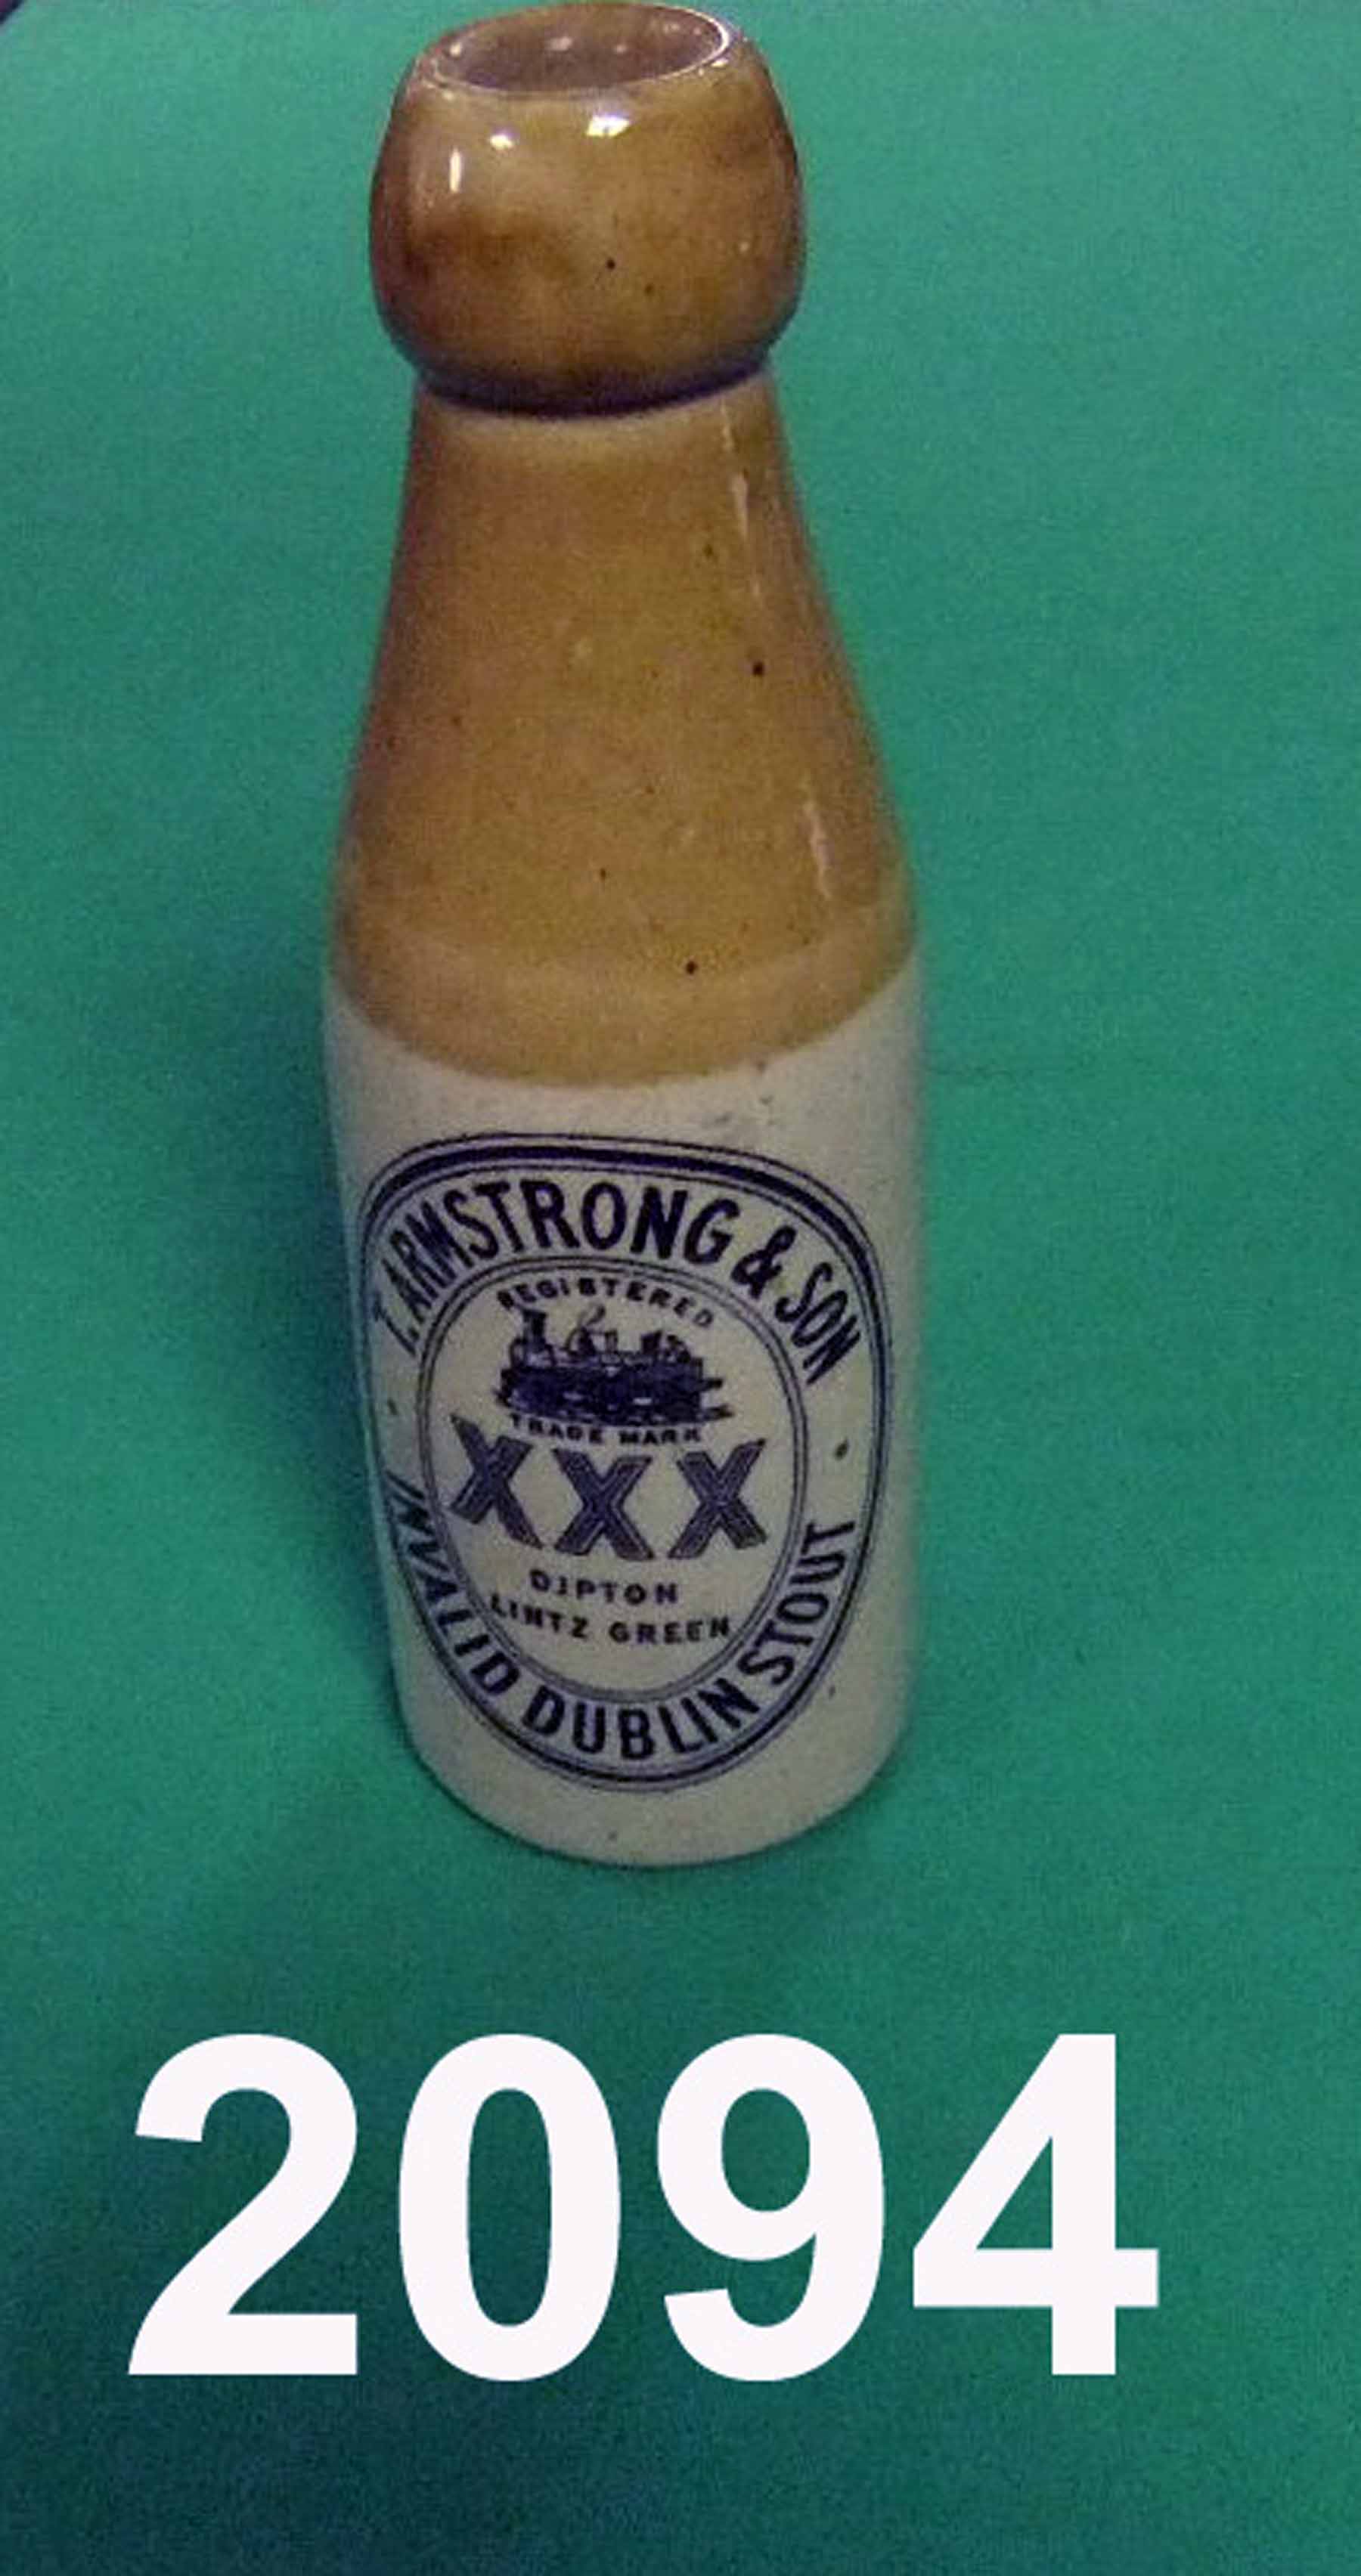 T. ARMSTRONG & SON
REGISTERED
TRADE MARK
XXX
DIPTON
LINTZ GREEN
INVALID DUBLIN STOUT
2094